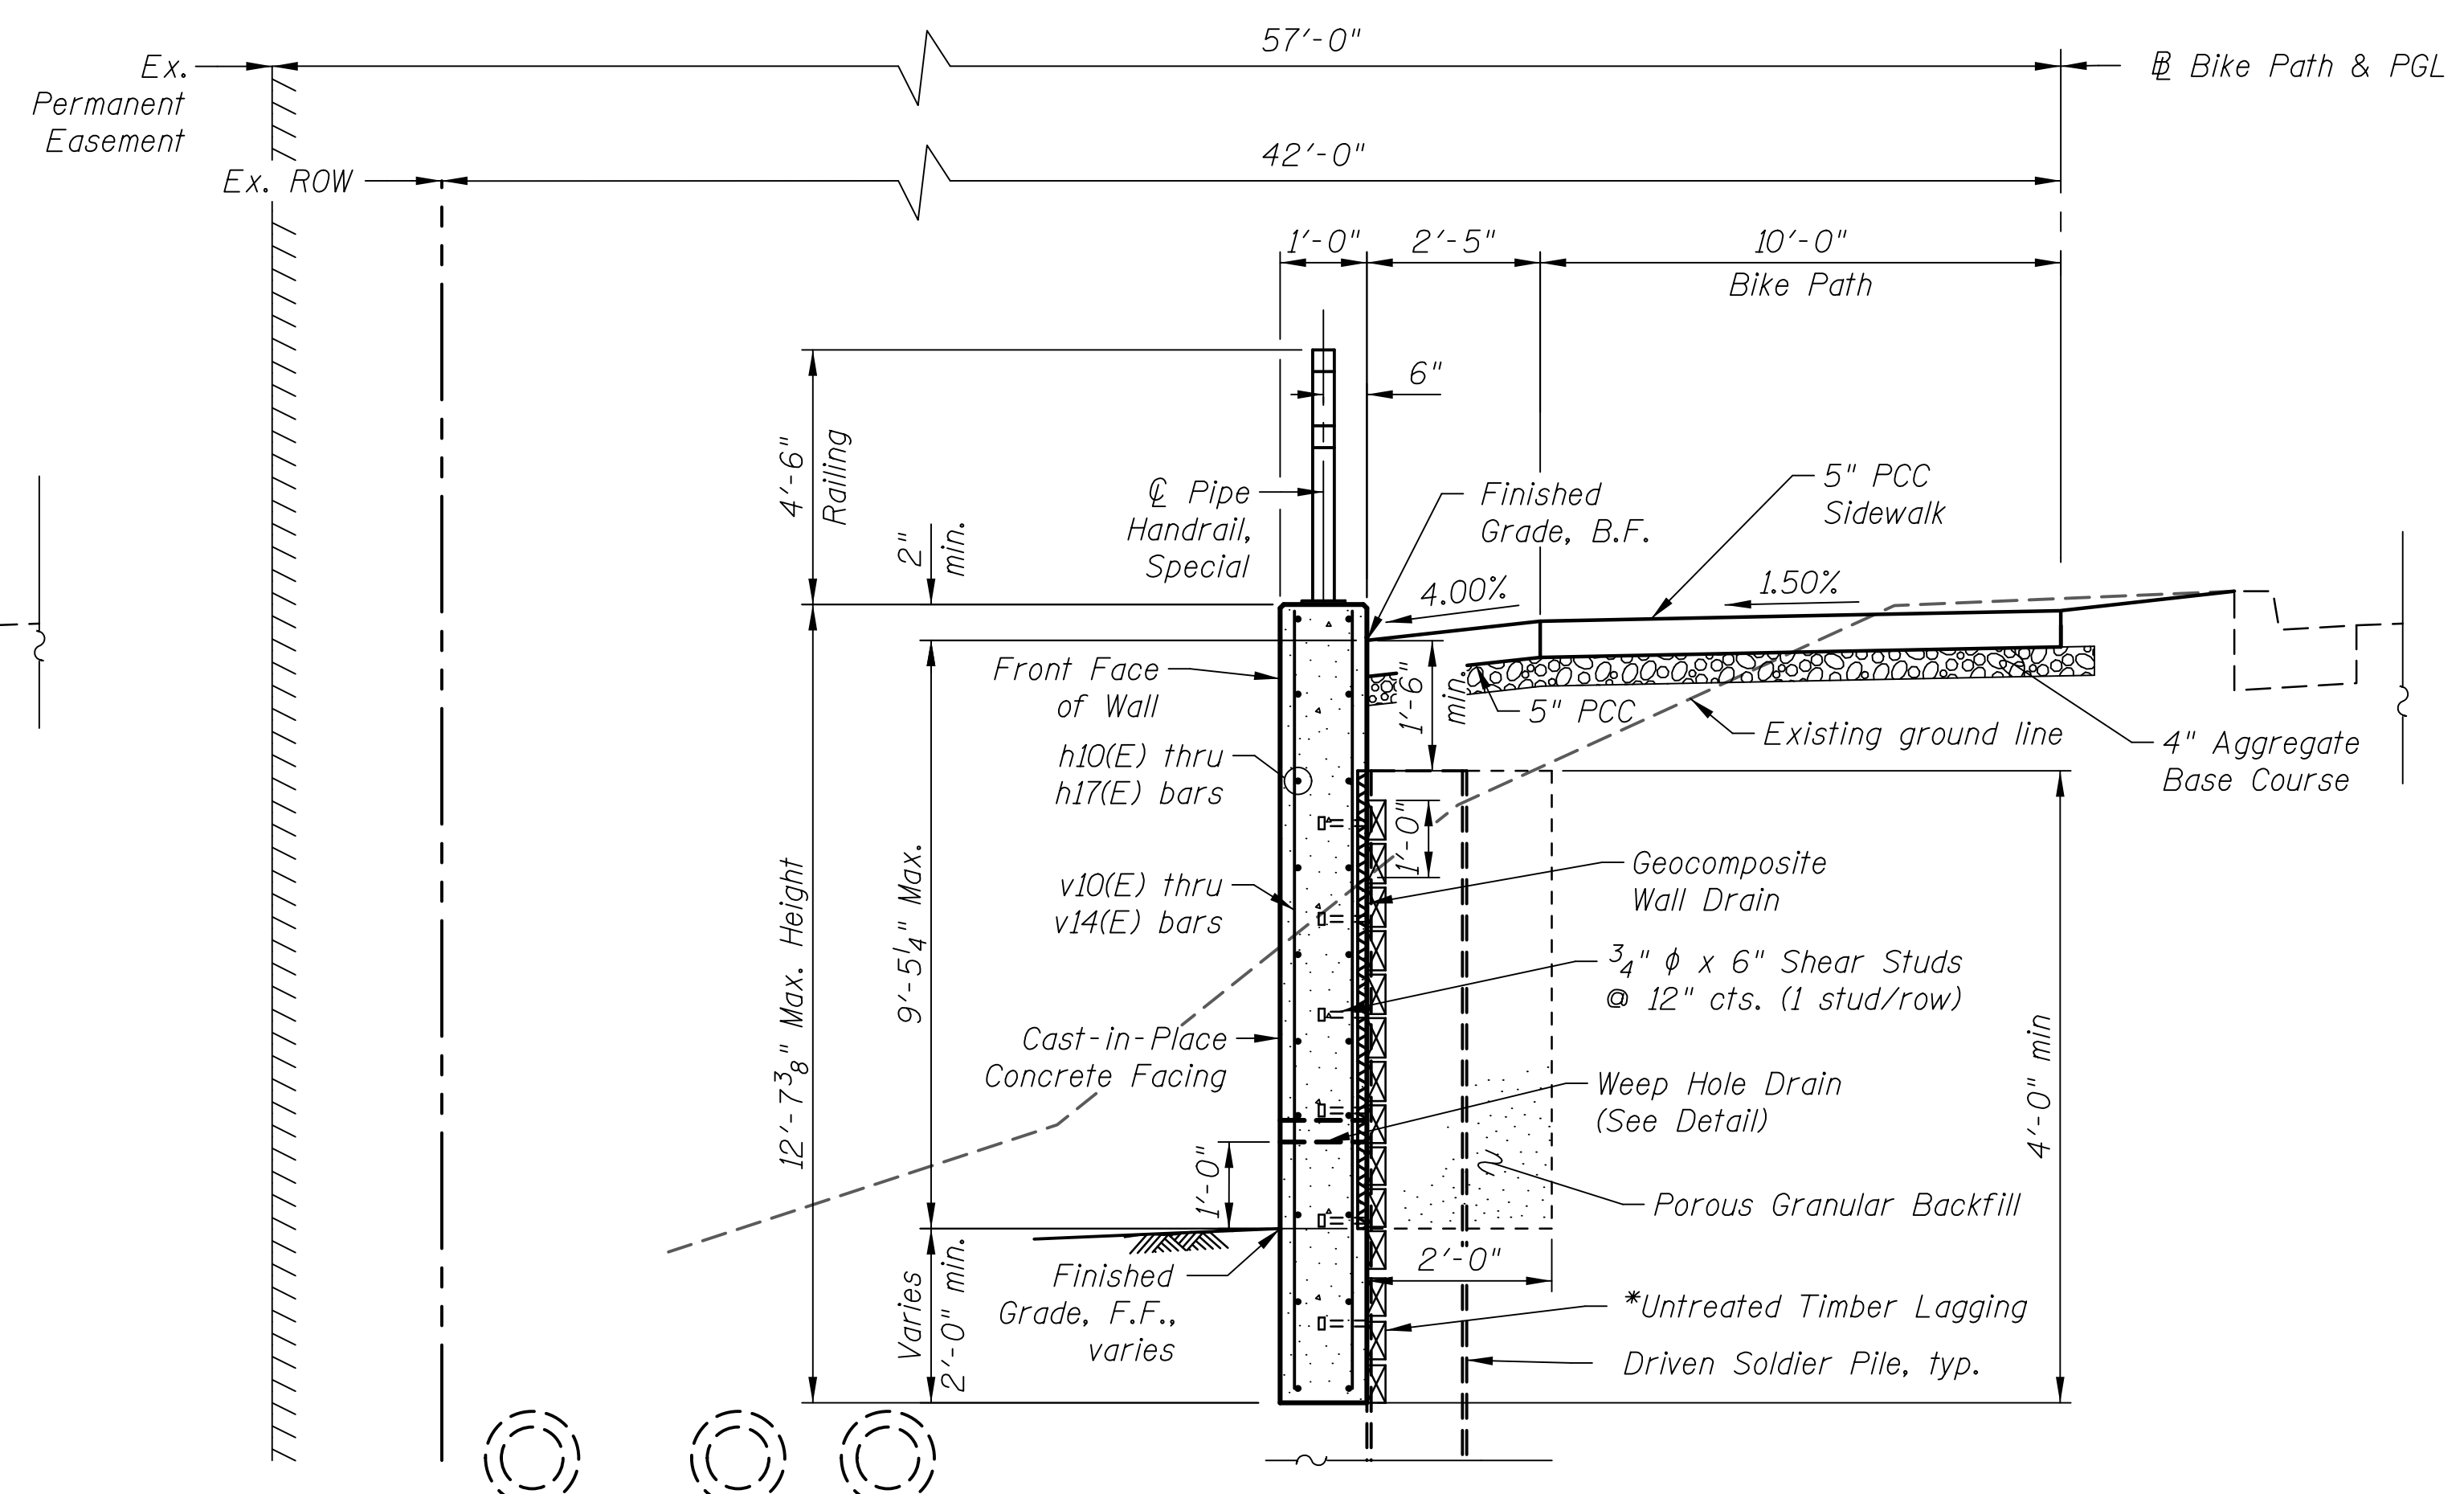 57'-0"
Ex.
Permanent
Easement
℄ Bike Path & PGL
42'-0"
Ex. ROW
1'-0"
2'-5"
10'-0"
Bike Path
6"
4'-6"
Railing
℄ Pipe
Handrail,
Special
Finished
Grade, B.F.
5" PCC
Sidewalk
2"
min.
4.00%
1.50%
Front Face
of Wall
1'-6"
min.
5" PCC
Existing ground line
4" Aggregate
Base Course
h10(E) thru
h17(E) bars
1'-0"
v10(E) thru
v14(E) bars
Geocomposite
Wall Drain
12'-7 3/8" Max. Height
9'-5 1/4" Max.
3/4" ϕ x 6" Shear Studs
@ 12" cts. (1 stud/row)
Cast-in-Place
Concrete Facing
4'-0" min
Weep Hole Drain
(See Detail)
1'-0"
Porous Granular Backfill
Varies
2'-0" min.
Finished
Grade, F.F.,
varies
2'-0"
*Untreated Timber Lagging
Driven Soldier Pile, typ.